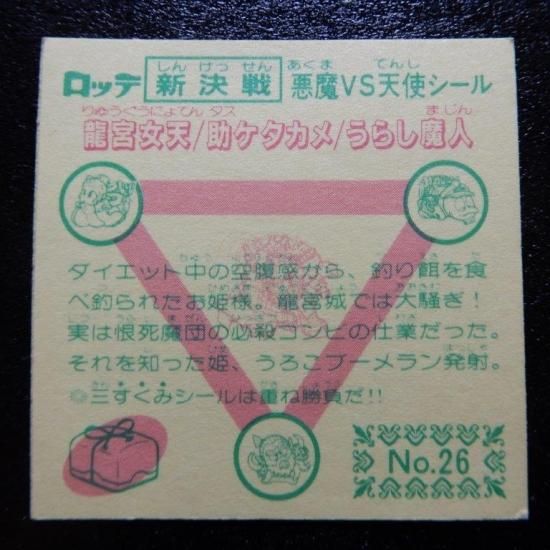 しんけっせん あくま てんし
ロッテ 新決戦 悪魔VS天使シール
りゅうぐうにょてん タス まじん
龍宮女天/助ケタカメ/うらし魔人
ダイエット中の空腹感から、釣り餌を食
べ釣られたお姫様。龍宮城では大騒ぎ!
実は恨死魔団の必殺コンビの仕業だった。
それを知った姫、うろこブーメラン発射。
◎三すくみシールは重ね勝負だ!!
No.26